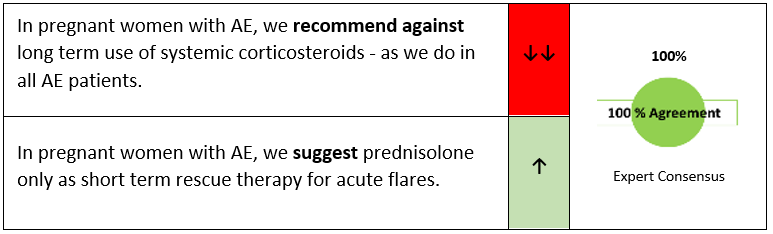 In pregnant women with AE, we recommend against
long term use of systemic corticosteroids - as we do in
all AE patients.
↓↓
In pregnant women with AE, we suggest prednisolone
only as short term rescue therapy for acute flares.
↑
100%
100 % Agreement
Expert Consensus